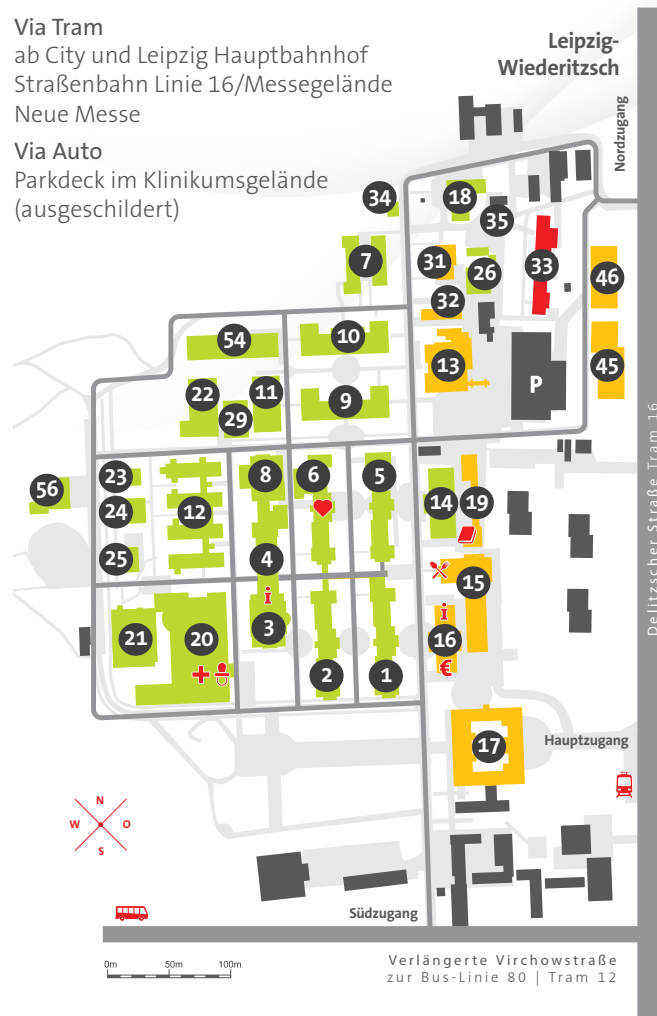 Via Tram
ab City und Leipzig Hauptbahnhof
Straßenbahn Linie 16/Messegelände
Neue Messe
Via Auto
Parkdeck im Klinikumsgelände
(ausgeschildert)
Leipzig-
Wiederitzsch
Nordzugang
34
18
35
7
31
26
33
46
32
54
10
13
45
P
22
11
29
9
Delitzscher Straße Tram 16
56
23
8
6
5
24
12
14
19
25
4
15
i
3
i
21
20
16
2
1
€
17
Hauptzugang
N
W
O
S
Südzugang
0m
50m
100m
Verlängerte Virchowstraße
zur Bus-Linie 80 | Tram 12